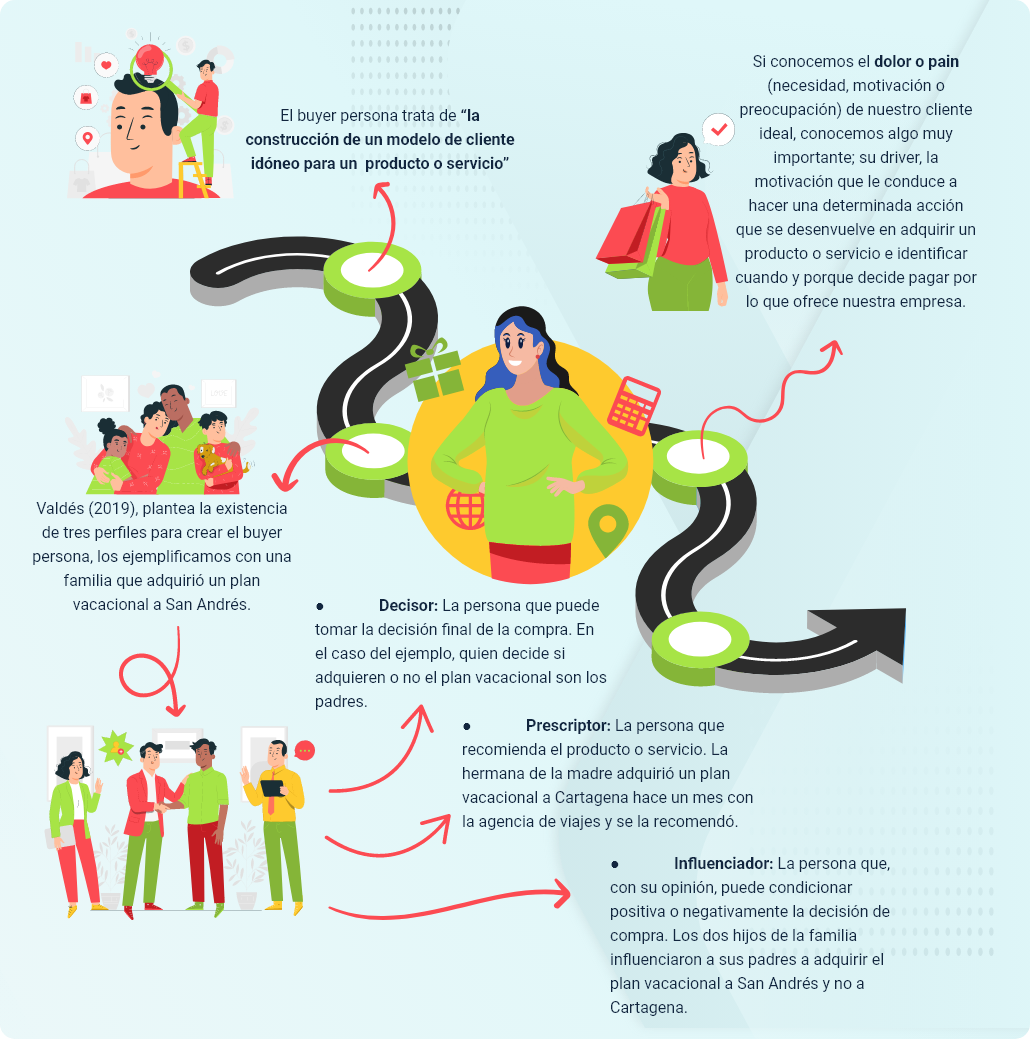 El buyer persona trata de “la
construcción de un modelo de cliente
idóneo para un producto o servicio”
Si conocemos el dolor o pain
(necesidad, motivación o
preocupación) de nuestro cliente
ideal, conocemos algo muy
importante; su driver, la
motivación que le conduce a
hacer una determinada acción
que se desenvuelve en adquirir un
producto o servicio e identificar
cuando y porque decide pagar por
lo que ofrece nuestra empresa.
Valdés (2019), plantea la existencia
de tres perfiles para crear el buyer
persona, los ejemplificamos con una
familia que adquirió un plan
vacacional a San Andrés.
● Decisor: La persona que puede
tomar la decisión final de la compra. En
el caso del ejemplo, quien decide si
adquieren o no el plan vacacional son los
padres.
● Prescriptor: La persona que
recomienda el producto o servicio. La
hermana de la madre adquirió un plan
vacacional a Cartagena hace un mes con
la agencia de viajes y se la recomendó.
● Influenciador: La persona que,
con su opinión, puede condicionar
positiva o negativamente la decisión de
compra. Los dos hijos de la familia
influenciaron a sus padres a adquirir el
plan vacacional a San Andrés y no a
Cartagena.